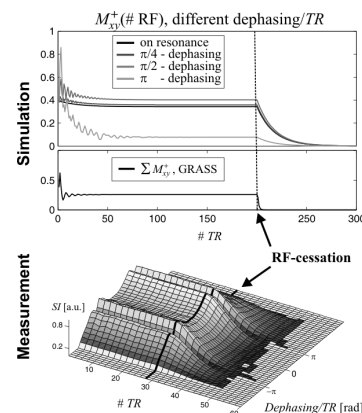 M⁺xy(# RF), different dephasing/TR
Simulation
1
0.8
0.6
0.4
0.2
0
on resonance
π/4 - dephasing
π/2 - dephasing
π - dephasing
0.5
0
∑ M⁺xy, GRASS
0 50 100 150 200 250 300
# TR
RF-cessation
Measurement
SI [a.u.]
0.8
0.2
10 20 30 40 50
# TR
π
0
−π
Dephasing/TR [rad]